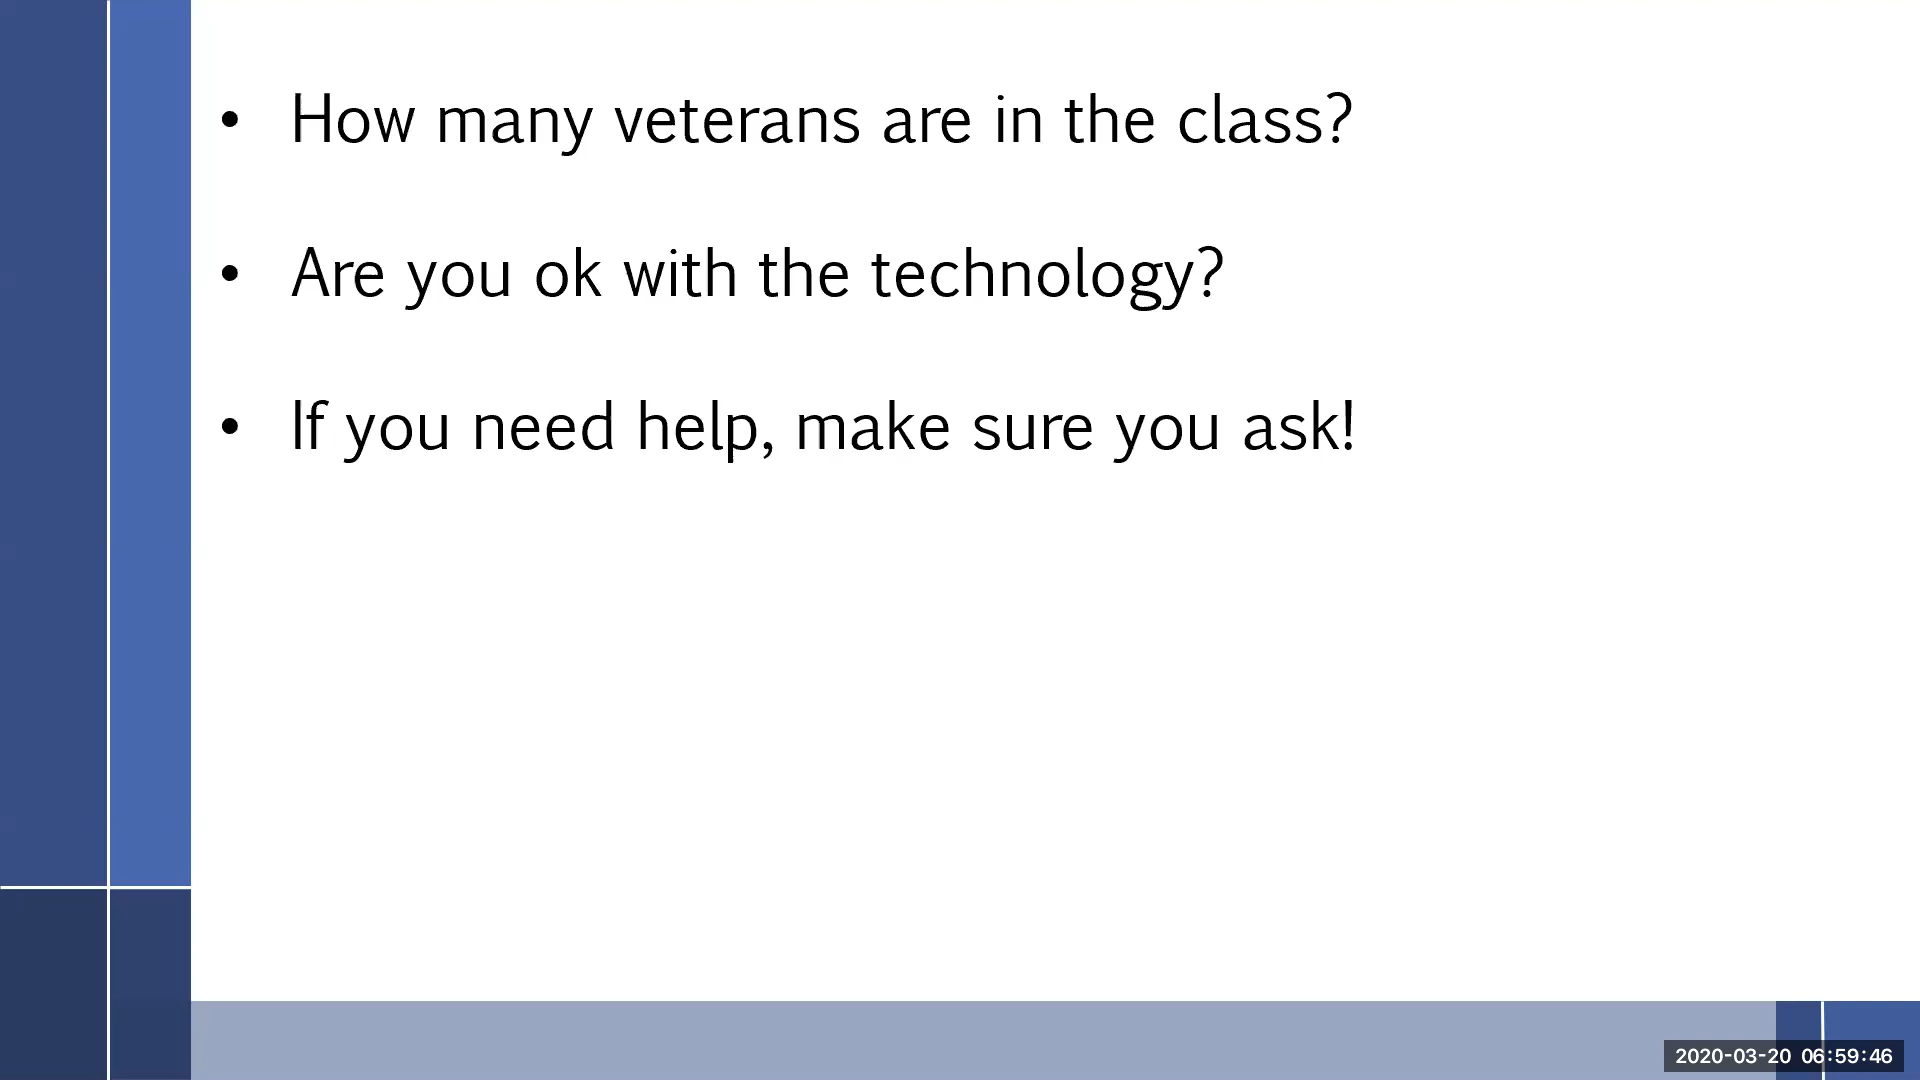 • How many veterans are in the class?
• Are you ok with the technology?
• If you need help, make sure you ask!
2020-03-20 06:59:46